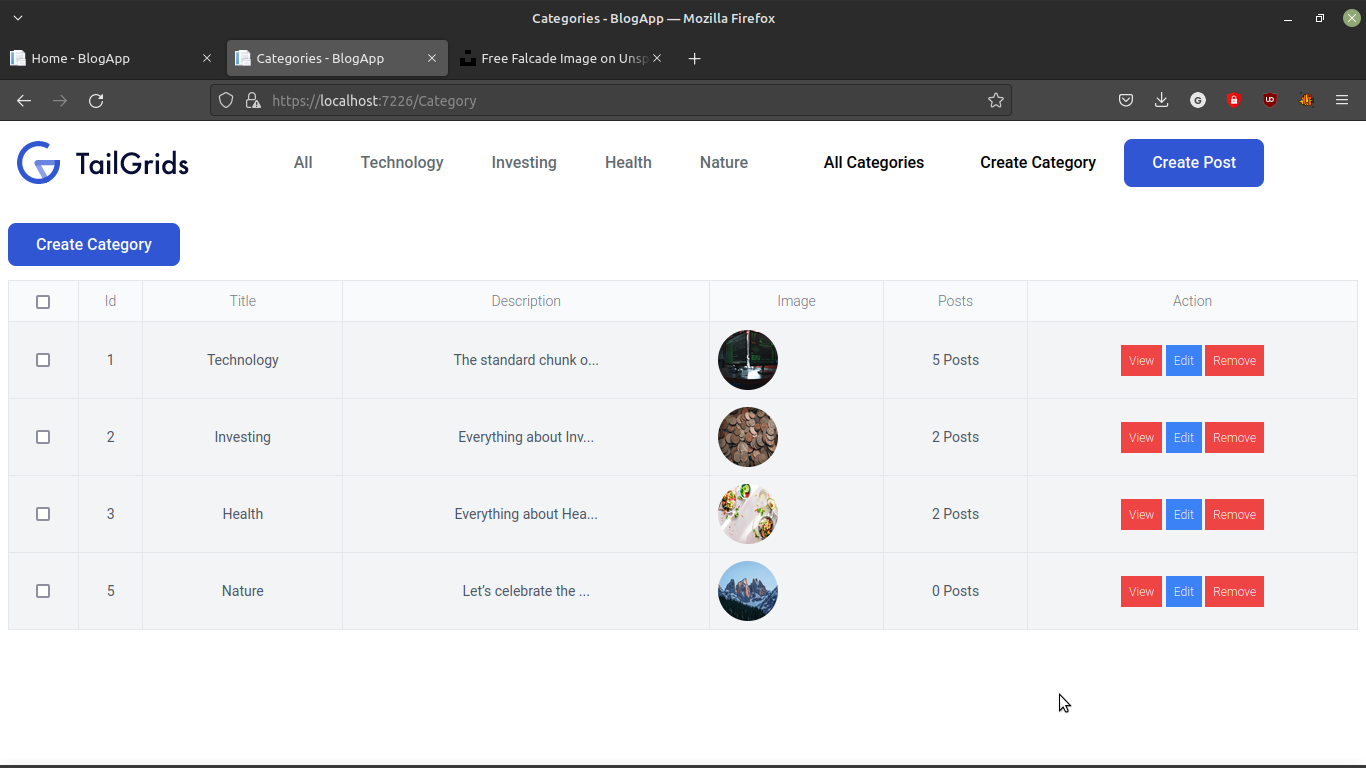 Categories - BlogApp — Mozilla Firefox
Home - BlogApp
Categories - BlogApp
Free Falcade Image on Unsp
https://localhost:7226/Category
G
UD
TailGrids
All
Technology
Investing
Health
Nature
All Categories
Create Category
Create Post
Create Category
Id Title Description Image Posts Action
1 Technology The standard chunk o... 5 Posts View Edit Remove
2 Investing Everything about Inv... 2 Posts View Edit Remove
3 Health Everything about Hea... 2 Posts View Edit Remove
5 Nature Let’s celebrate the ... 0 Posts View Edit Remove